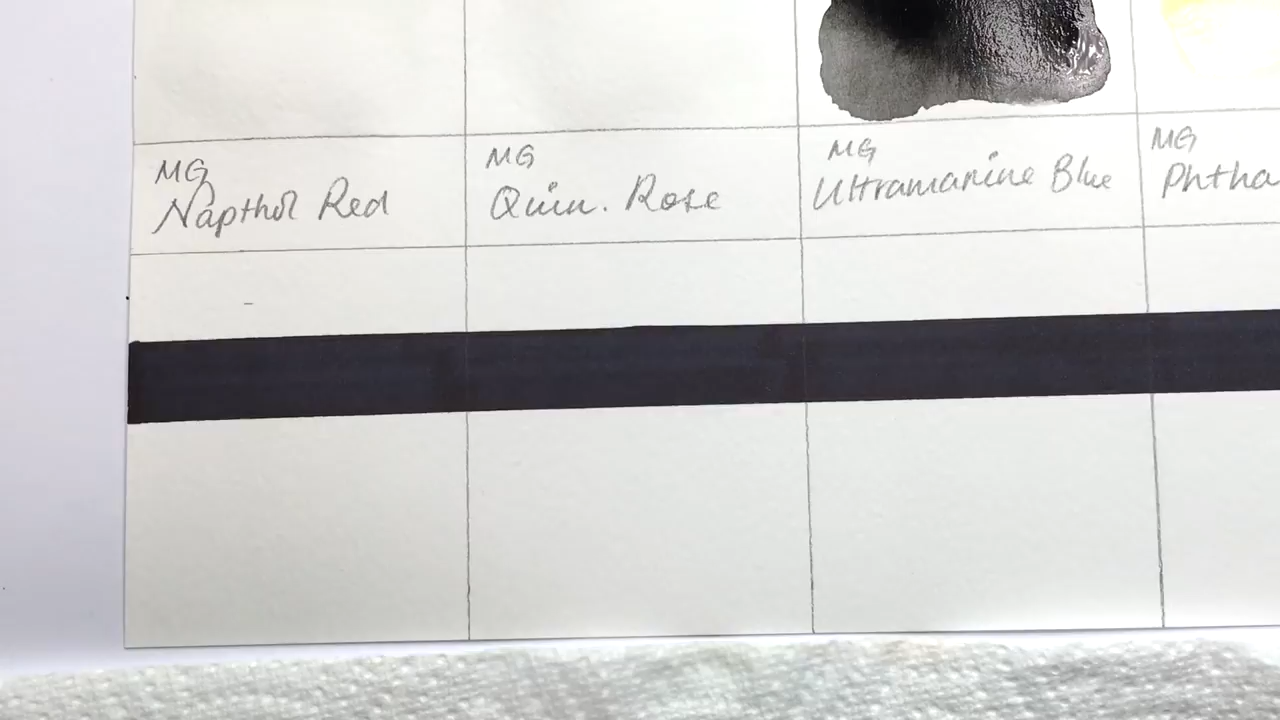 MG
Napthol Red
MG
Quin. Rose
MG
Ultramarine Blue
MG
Phtha